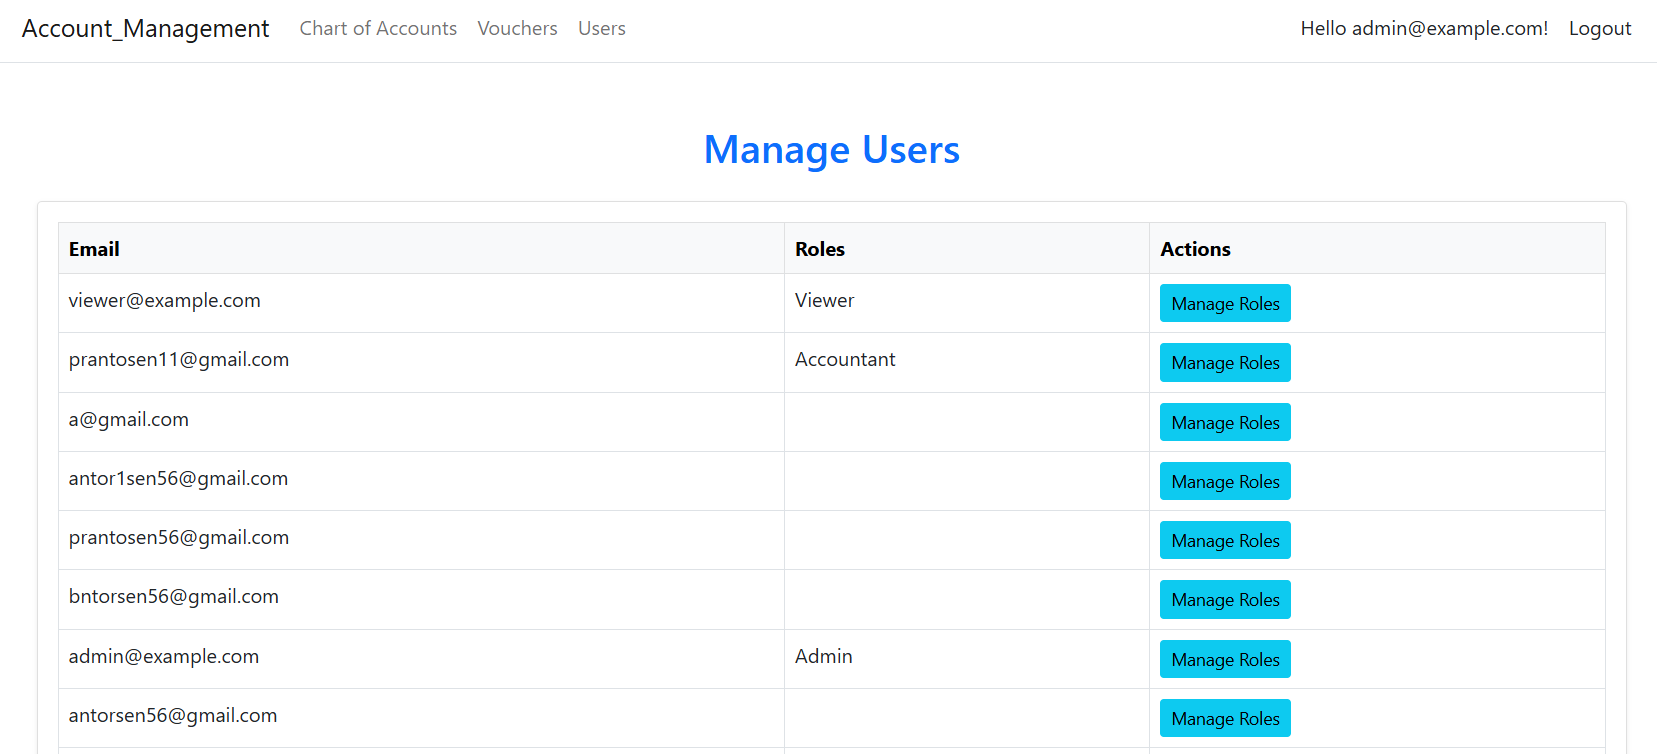 Account_Management Chart of Accounts Vouchers Users Hello admin@example.com! Logout
Manage Users
Email Roles Actions
viewer@example.com Viewer Manage Roles
prantosen11@gmail.com Accountant Manage Roles
a@gmail.com Manage Roles
antor1sen56@gmail.com Manage Roles
prantosen56@gmail.com Manage Roles
bntorsen56@gmail.com Manage Roles
admin@example.com Admin Manage Roles
antorsen56@gmail.com Manage Roles